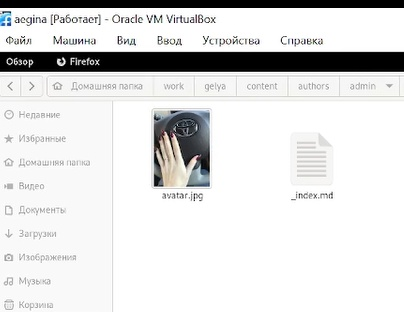 aegina [Работает] - Oracle VM VirtualBox
Файл Машина Вид Ввод Устройства Справка
Обзор Firefox
Домашняя папка work geiya content authors admin
Недавние
Избранные
Домашняя папка
Видео
Документы
Загрузки
Изображения
Музыка
Корзина
avatar.jpg
_index.md